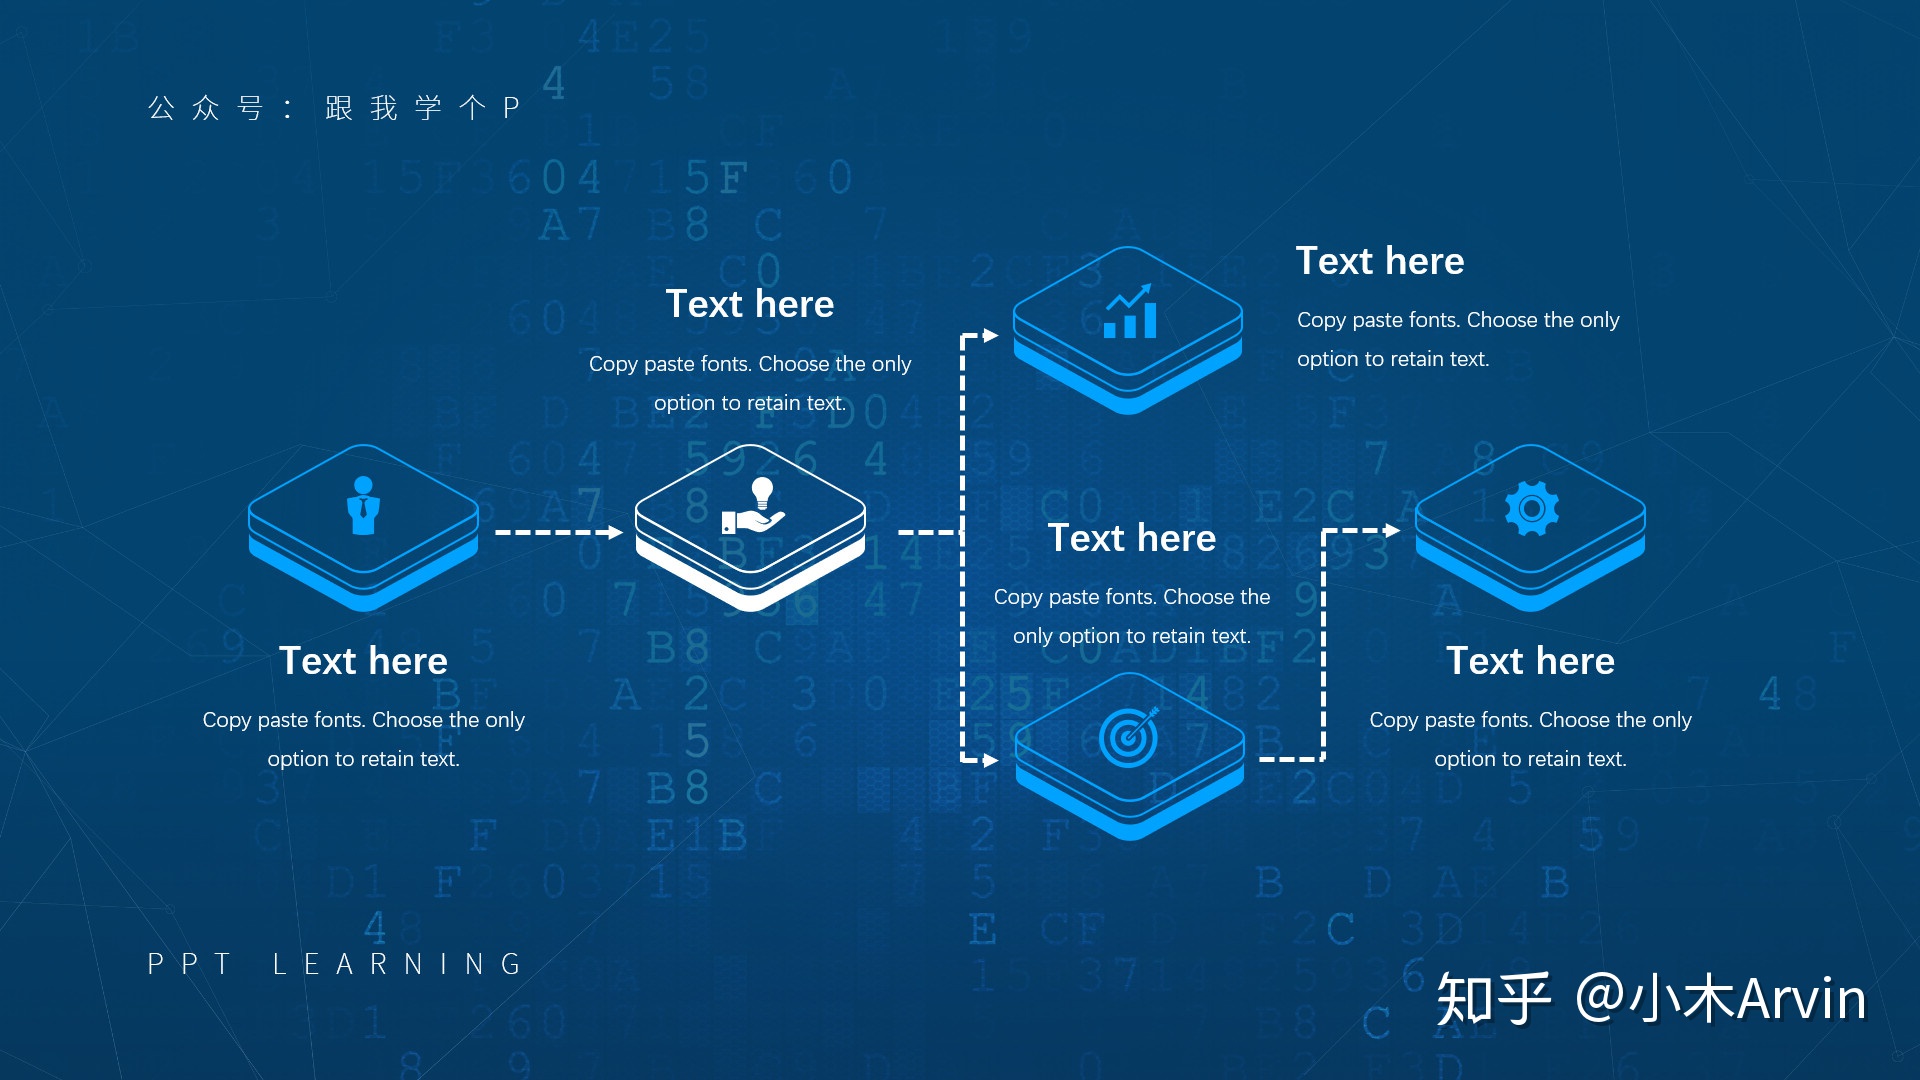 公众号：跟我学个P
Text here
Copy paste fonts. Choose the only
option to retain text.
Text here
Copy paste fonts. Choose the only
option to retain text.
Text here
Copy paste fonts. Choose the only
option to retain text.
Text here
Copy paste fonts. Choose the
only option to retain text.
Text here
Copy paste fonts. Choose the only
option to retain text.
PPT LEARNING
知乎 @小木Arvin